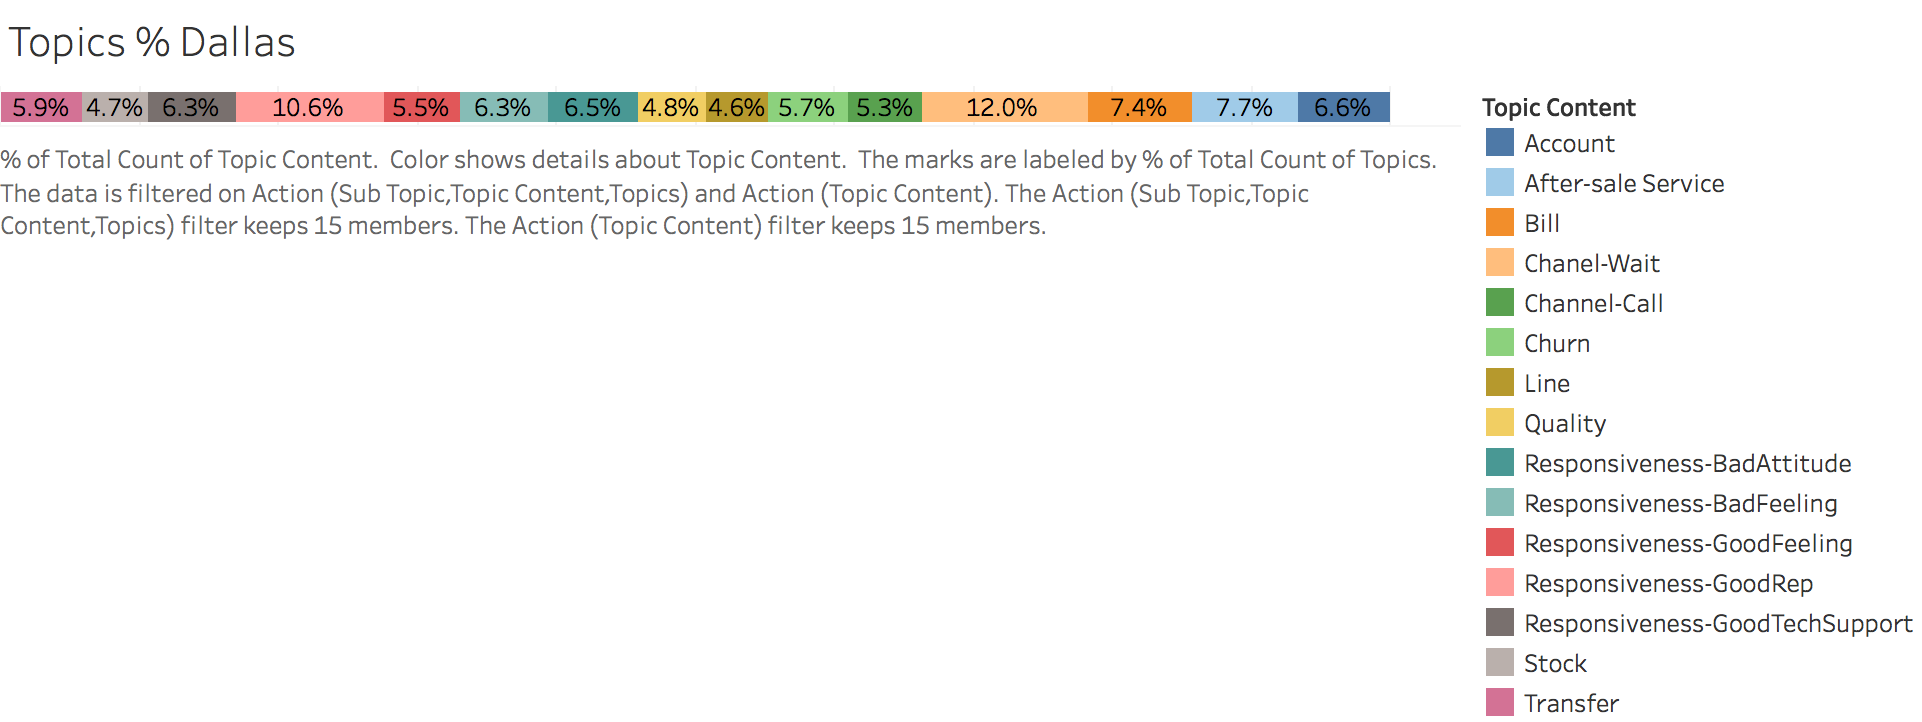 Topics % Dallas
5.9% 4.7% 6.3% 10.6% 5.5% 6.3% 6.5% 4.8% 4.6% 5.7% 5.3% 12.0% 7.4% 7.7% 6.6%
% of Total Count of Topic Content.  Color shows details about Topic Content.  The marks are labeled by % of Total Count of Topics.
The data is filtered on Action (Sub Topic,Topic Content,Topics) and Action (Topic Content). The Action (Sub Topic,Topic
Content,Topics) filter keeps 15 members. The Action (Topic Content) filter keeps 15 members.
Topic Content
Account
After-sale Service
Bill
Chanel-Wait
Channel-Call
Churn
Line
Quality
Responsiveness-BadAttitude
Responsiveness-BadFeeling
Responsiveness-GoodFeeling
Responsiveness-GoodRep
Responsiveness-GoodTechSupport
Stock
Transfer